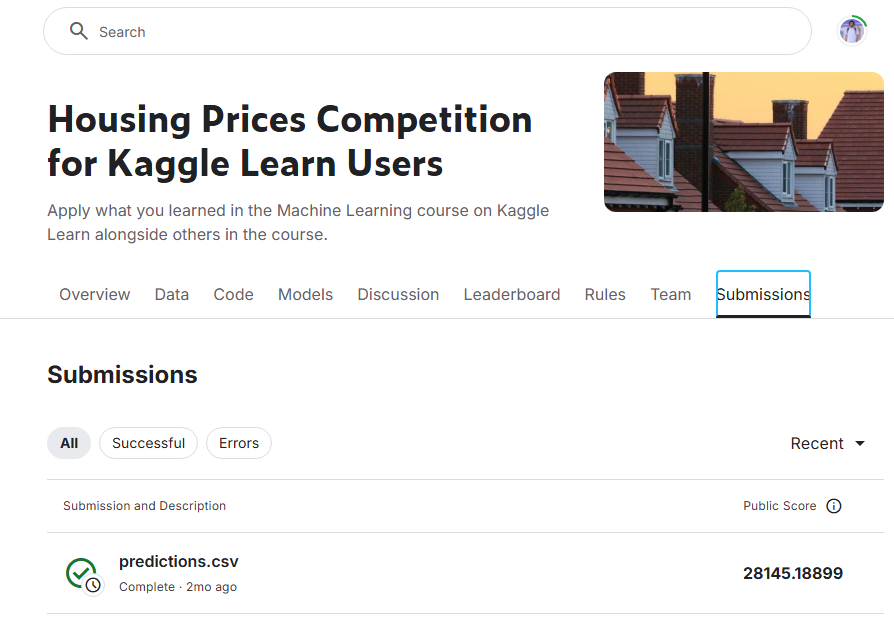 Search
Housing Prices Competition
for Kaggle Learn Users
Apply what you learned in the Machine Learning course on Kaggle
Learn alongside others in the course.
Overview Data Code Models Discussion Leaderboard Rules Team Submissions
Submissions
All Successful Errors Recent
Submission and Description Public Score
predictions.csv
Complete · 2mo ago
28145.18899